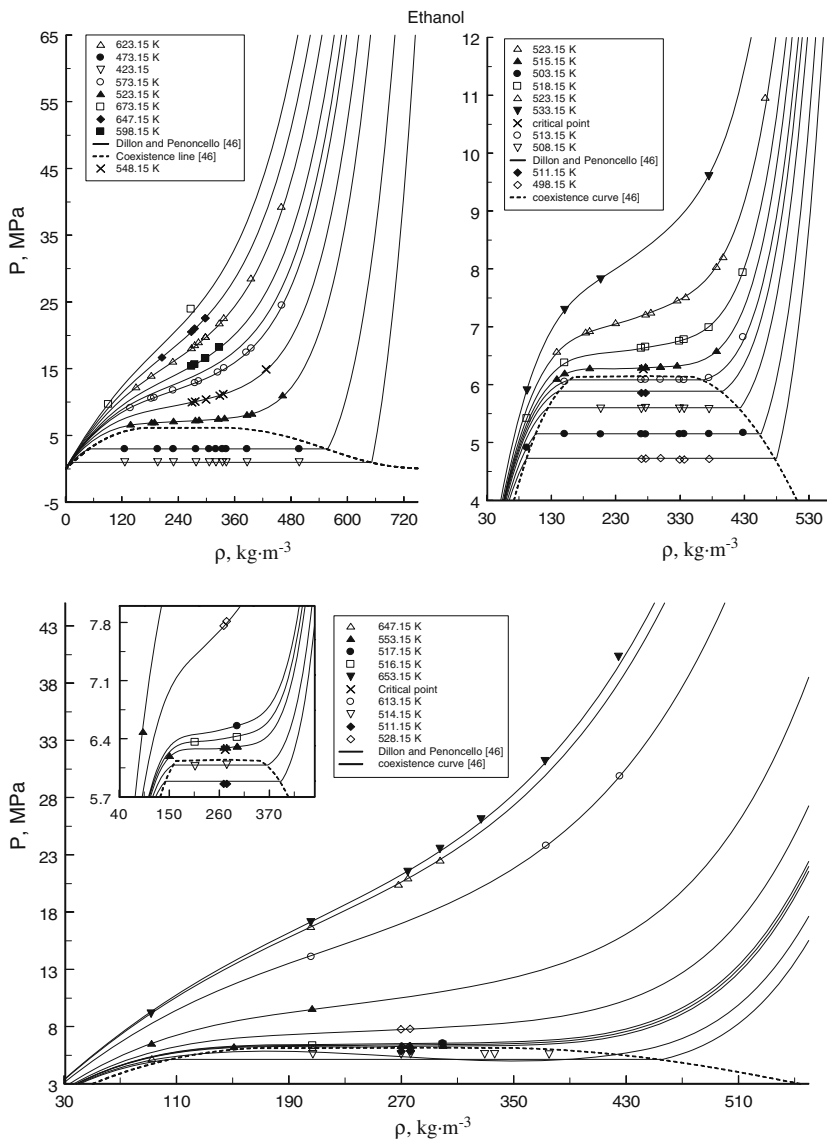 Ethanol
65
55
45
35
25
15
5
-5
P, MPa
623.15 K
473.15 K
423.15
573.15 K
523.15 K
673.15 K
647.15 K
598.15 K
Dillon and Penoncello [46]
Coexistence line [46]
548.15 K
0 120 240 360 480 600 720
ρ, kg·m-3
12
11
10
9
8
7
6
5
4
P, MPa
523.15 K
515.15 K
503.15 K
518.15 K
523.15 K
533.15 K
critical point
513.15 K
508.15 K
Dillon and Penoncello [46]
511.15 K
498.15 K
coexistence curve [46]
30 130 230 330 430 530
ρ, kg·m-3
43
38
33
28
23
18
13
8
3
P, MPa
7.8
7.1
6.4
5.7
40 150 260 370
647.15 K
553.15 K
517.15 K
516.15 K
653.15 K
Critical point
613.15 K
514.15 K
511.15 K
528.15 K
Dillon and Penoncello [46]
coexistence curve [46]
30 110 190 270 350 430 510
ρ, kg·m-3